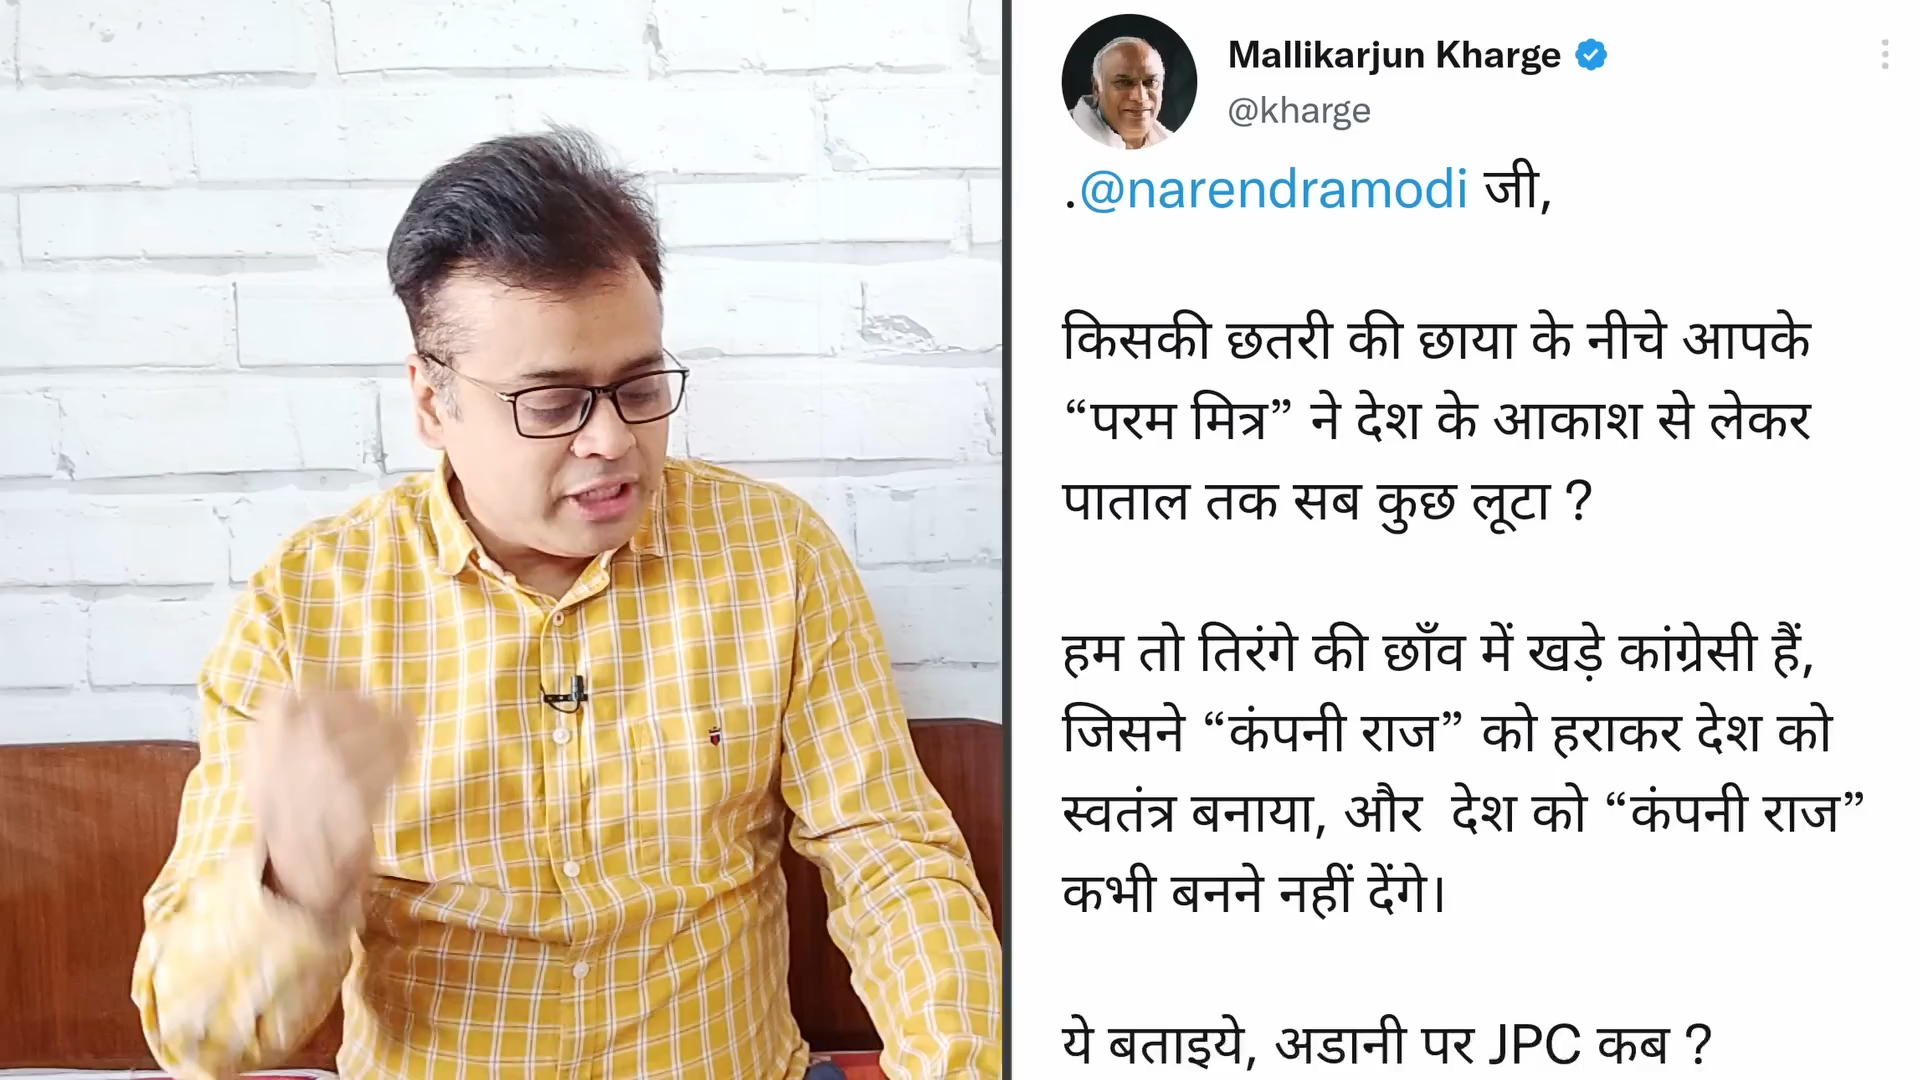 Mallikarjun Kharge
@kharge
.@narendramodi जी,
किसकी छतरी की छाया के नीचे आपके
“परम मित्र” ने देश के आकाश से लेकर
पाताल तक सब कुछ लूटा ?
हम तो तिरंगे की छाँव में खड़े कांग्रेसी हैं,
जिसने “कंपनी राज” को हराकर देश को
स्वतंत्र बनाया, और देश को “कंपनी राज”
कभी बनने नहीं देंगे।
ये बताइये, अडानी पर JPC कब ?